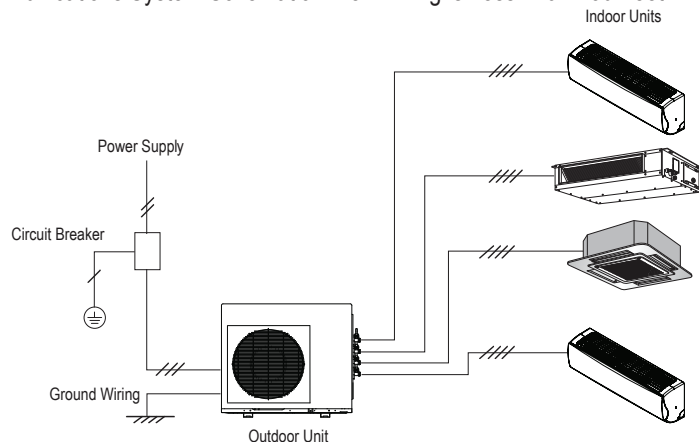 Indoor Units
Power Supply
Circuit Breaker
Ground Wiring
Outdoor Unit